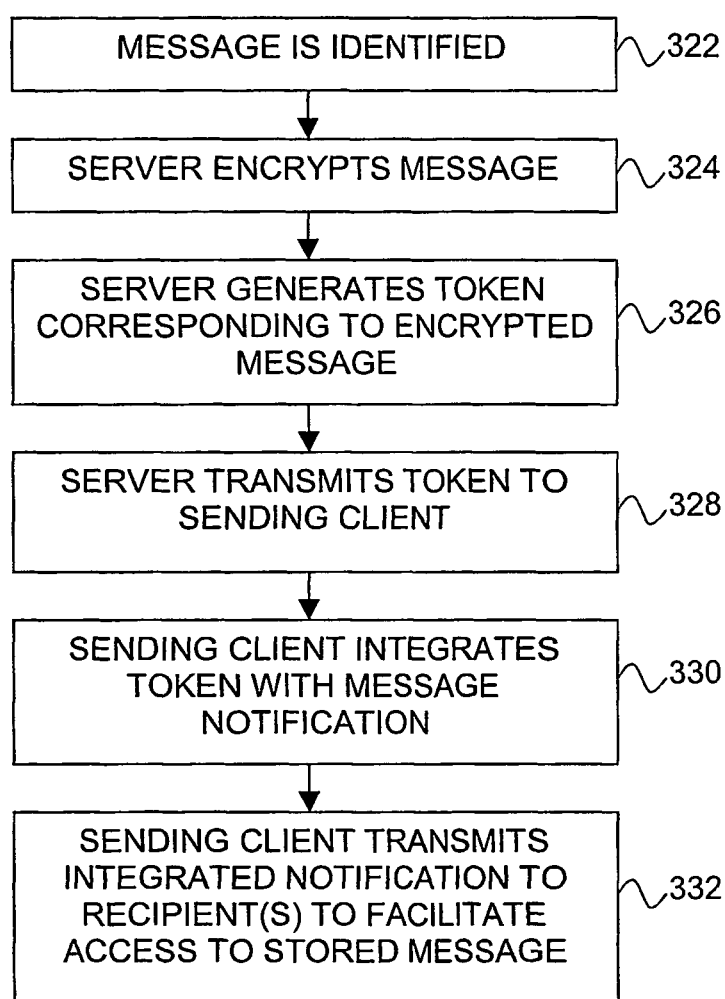 MESSAGE IS IDENTIFIED
322
SERVER ENCRYPTS MESSAGE
324
SERVER GENERATES TOKEN
CORRESPONDING TO ENCRYPTED
MESSAGE
326
SERVER TRANSMITS TOKEN TO
SENDING CLIENT
328
SENDING CLIENT INTEGRATES
TOKEN WITH MESSAGE
NOTIFICATION
330
SENDING CLIENT TRANSMITS
INTEGRATED NOTIFICATION TO
RECIPIENT(S) TO FACILITATE
ACCESS TO STORED MESSAGE
332